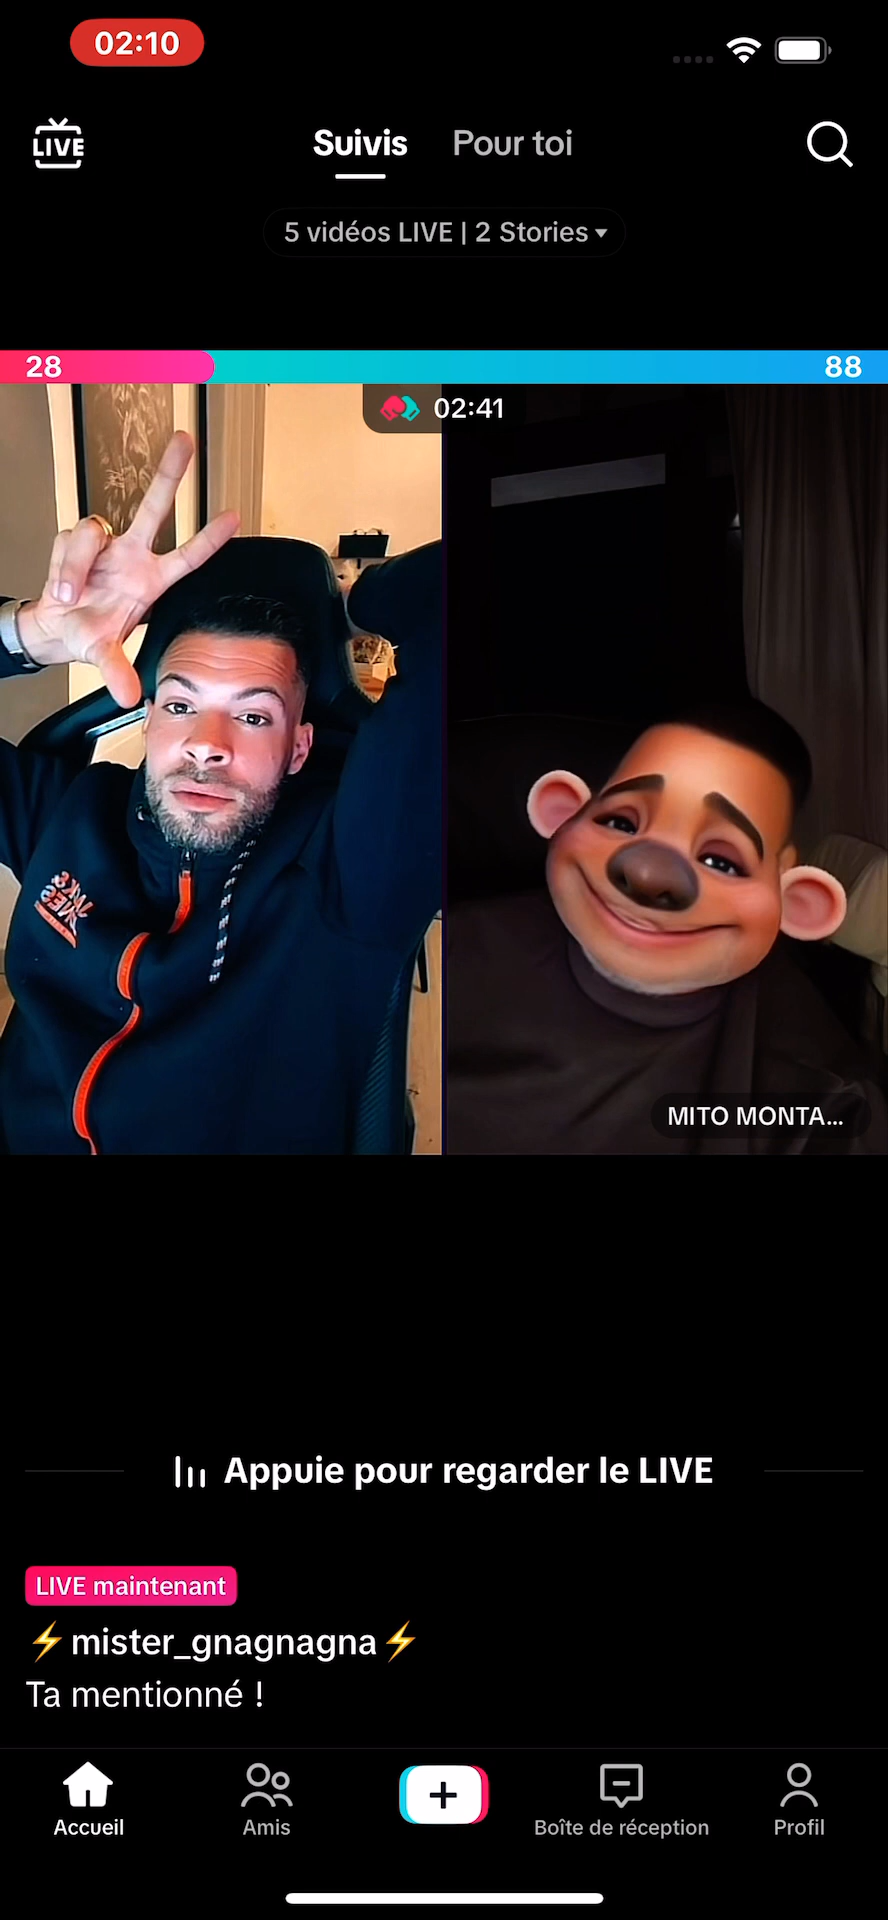 02:10
LIVE
Suivis
Pour toi
5 vidéos LIVE | 2 Stories ▾
28
88
02:41
MITO MONTA...
Appuie pour regarder le LIVE
LIVE maintenant
⚡mister_gnagnagna⚡
Ta mentionné !
Accueil
Amis
Boîte de réception
Profil